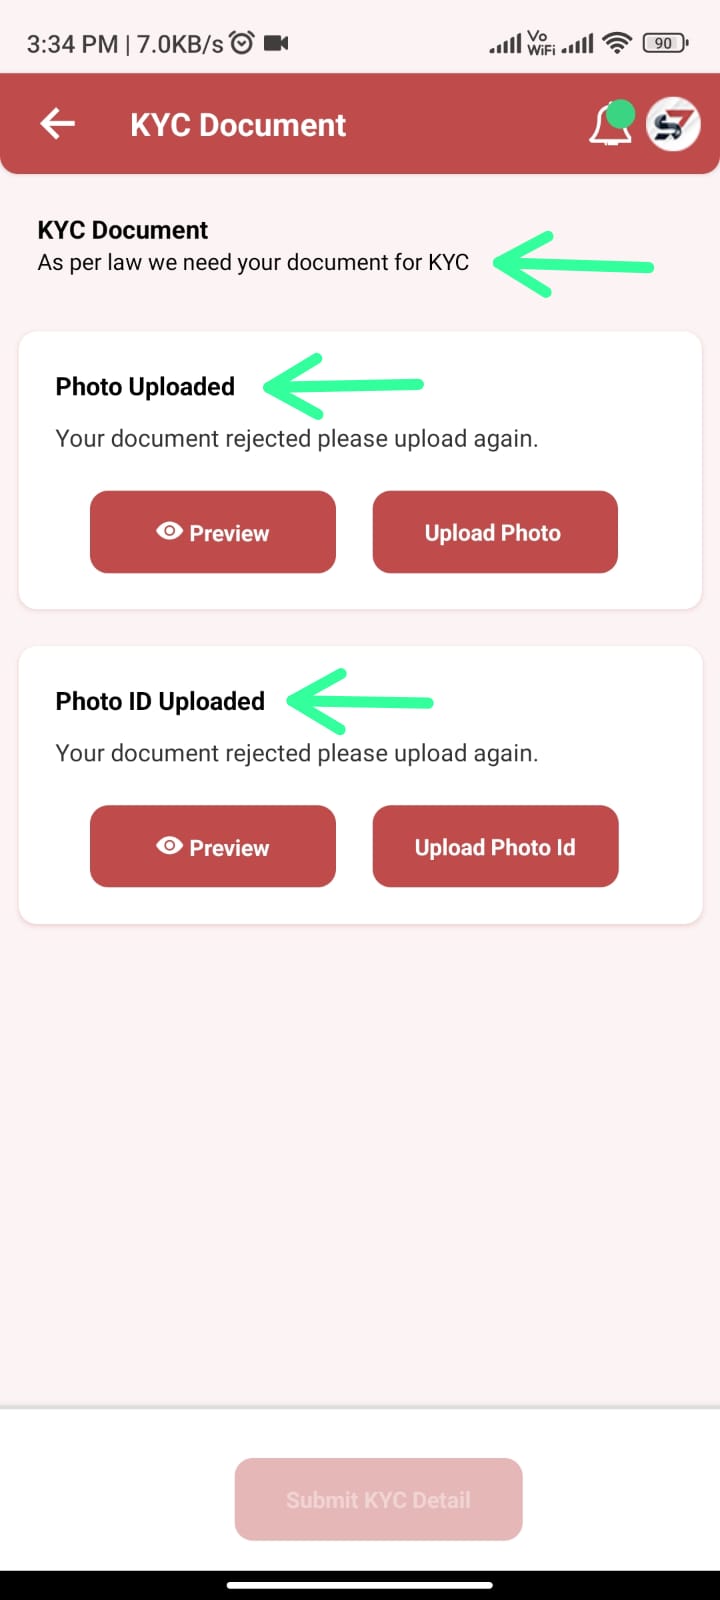 3:34 PM | 7.0KB/s Vo WiFi 90
KYC Document
S7
KYC Document
As per law we need your document for KYC
Photo Uploaded
Your document rejected please upload again.
Preview Upload Photo
Photo ID Uploaded
Your document rejected please upload again.
Preview Upload Photo Id
Submit KYC Detail